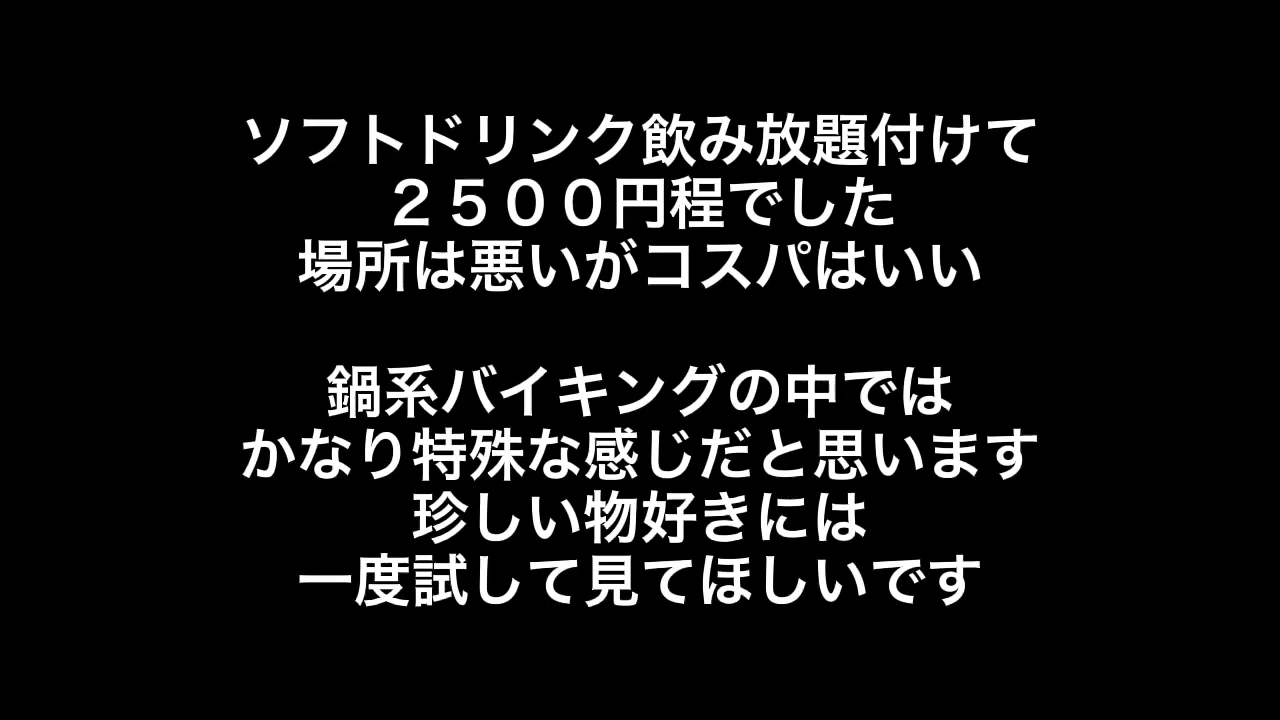 ソフトドリンク飲み放題付けて
２５００円程でした
場所は悪いがコスパはいい
鍋系バイキングの中では
かなり特殊な感じだと思います
珍しい物好きには
一度試して見てほしいです